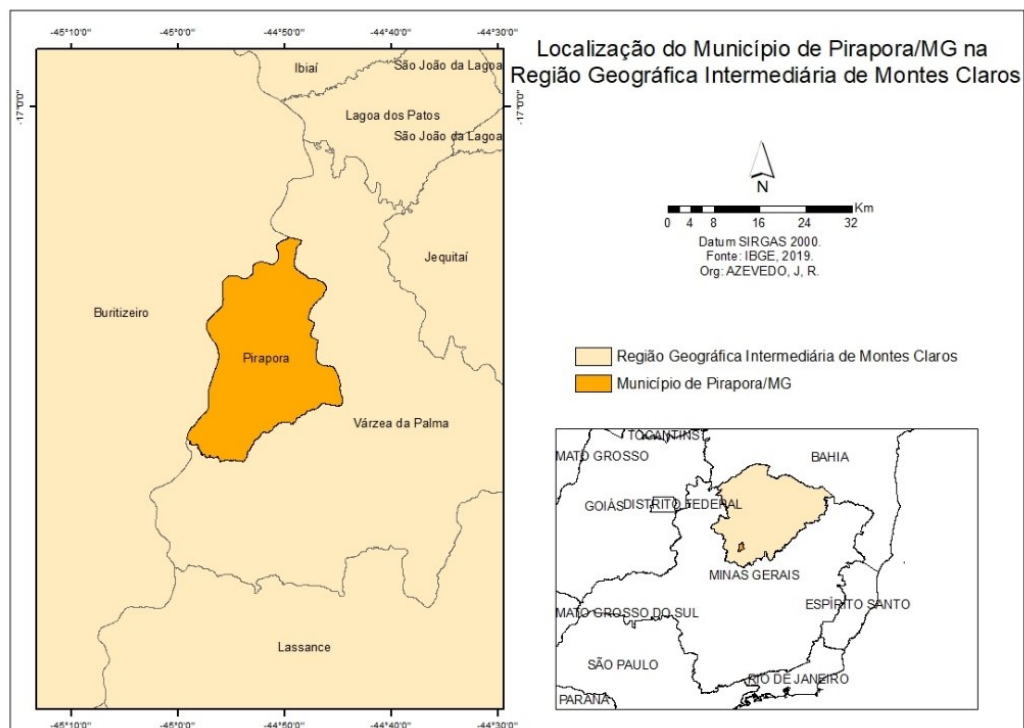 -45°10'0"
-45°0'0"
-44°50'0"
-44°40'0"
-44°30'0"
Localização do Município de Pirapora/MG na
Região Geográfica Intermediária de Montes Claros
-17°0'0"
-17°0'0"
Ibiaí
São João da Lagoa
Lagoa dos Patos
São João da Lagoa
Jequitaí
Buritizeiro
Pirapora
Várzea da Palma
Lassance
-45°10'0"
-45°0'0"
-44°50'0"
-44°40'0"
-44°30'0"
N
Km
0 4 8 16 24 32
Datum SIRGAS 2000.
Fonte: IBGE, 2019.
Org: AZEVEDO, J, R.
Região Geográfica Intermediária de Montes Claros
Município de Pirapora/MG
TOCANTINS
MATO GROSSO
BAHIA
GOIÁS
DISTRITO FEDERAL
MINAS GERAIS
MATO GROSSO DO SUL
ESPÍRITO SANTO
SÃO PAULO
RIO DE JANEIRO
PARANÁ